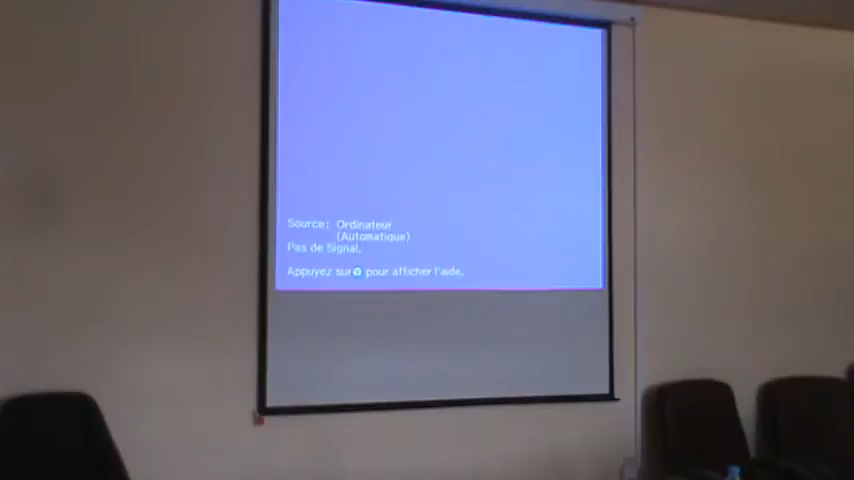 Source: Ordinateur
(Automatique)
Pas de Signal.
Appuyez sur pour afficher l'aide.